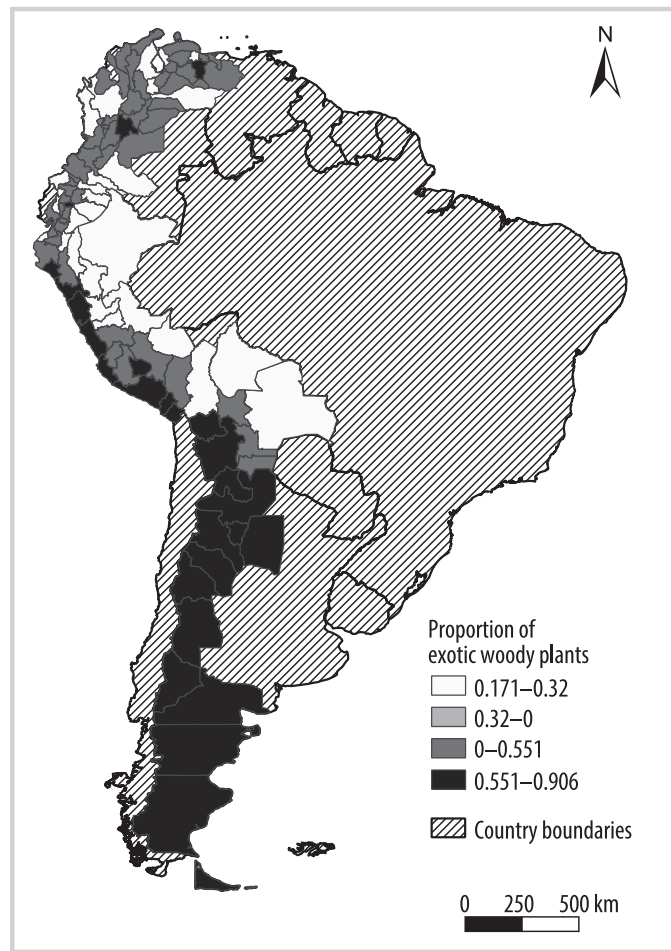 N
Proportion of
exotic woody plants
0.171–0.32
0.32–0
0–0.551
0.551–0.906
Country boundaries
0 250 500 km